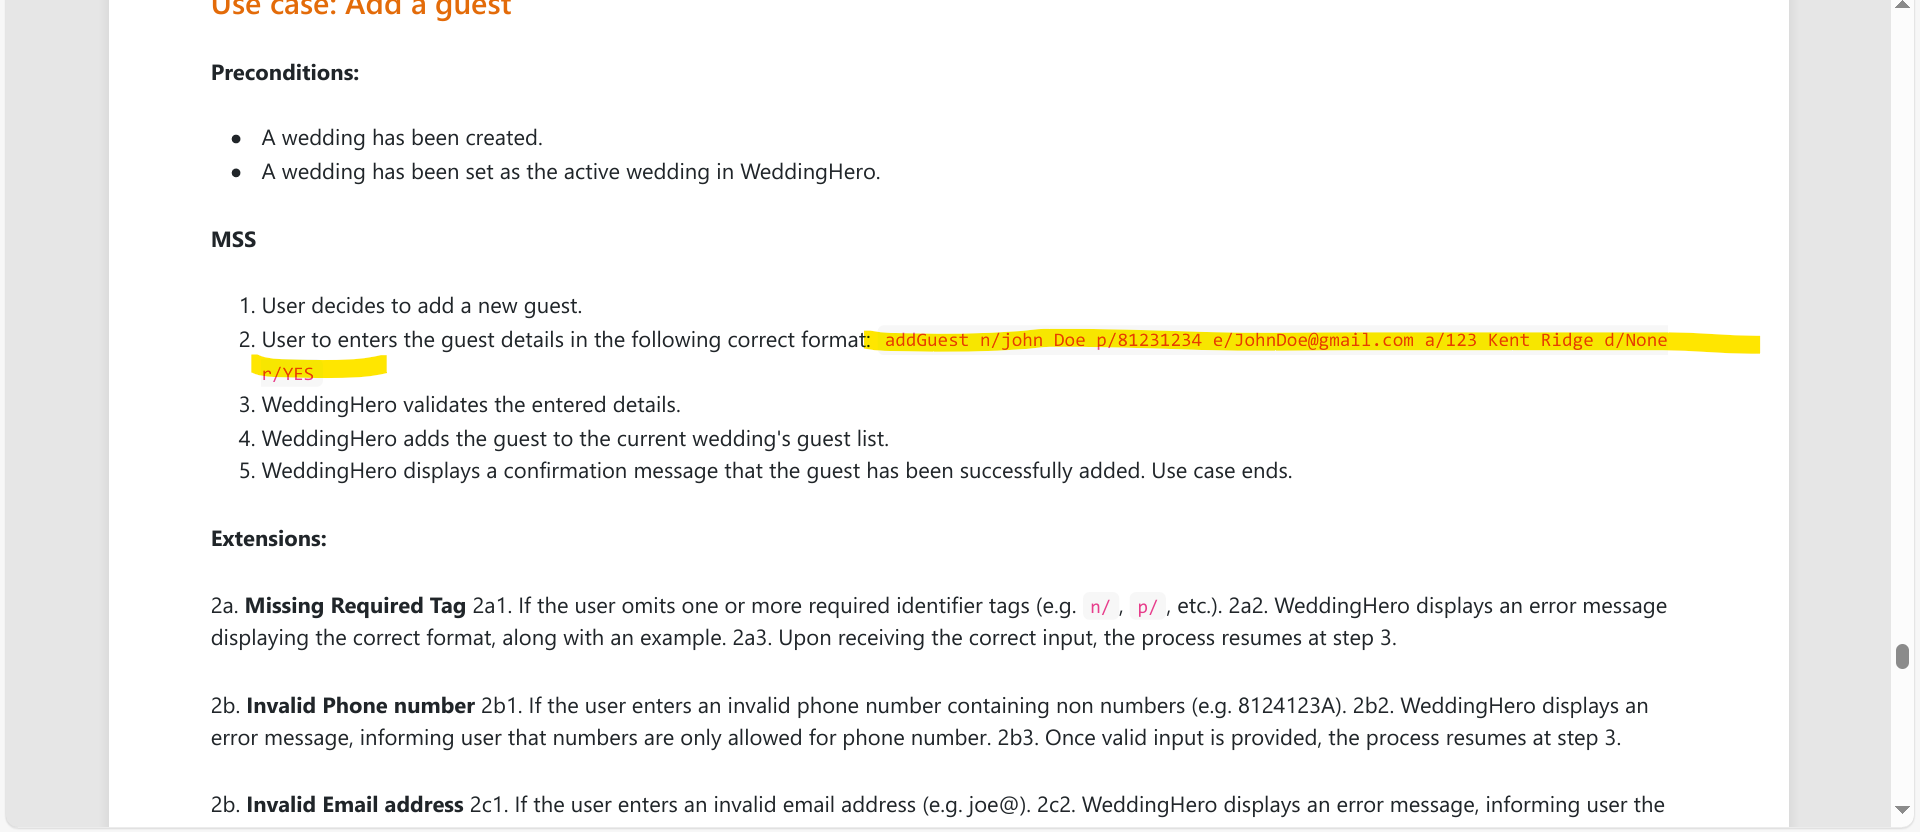 Use case: Add a guest
Preconditions:
● A wedding has been created.
● A wedding has been set as the active wedding in WeddingHero.
MSS
1. User decides to add a new guest.
2. User to enters the guest details in the following correct format: addGuest n/john Doe p/81231234 e/JohnDoe@gmail.com a/123 Kent Ridge d/None
r/YES
3. WeddingHero validates the entered details.
4. WeddingHero adds the guest to the current wedding's guest list.
5. WeddingHero displays a confirmation message that the guest has been successfully added. Use case ends.
Extensions:
2a. Missing Required Tag 2a1. If the user omits one or more required identifier tags (e.g. n/ , p/ , etc.). 2a2. WeddingHero displays an error message
displaying the correct format, along with an example. 2a3. Upon receiving the correct input, the process resumes at step 3.
2b. Invalid Phone number 2b1. If the user enters an invalid phone number containing non numbers (e.g. 8124123A). 2b2. WeddingHero displays an
error message, informing user that numbers are only allowed for phone number. 2b3. Once valid input is provided, the process resumes at step 3.
2b. Invalid Email address 2c1. If the user enters an invalid email address (e.g. joe@). 2c2. WeddingHero displays an error message, informing user the